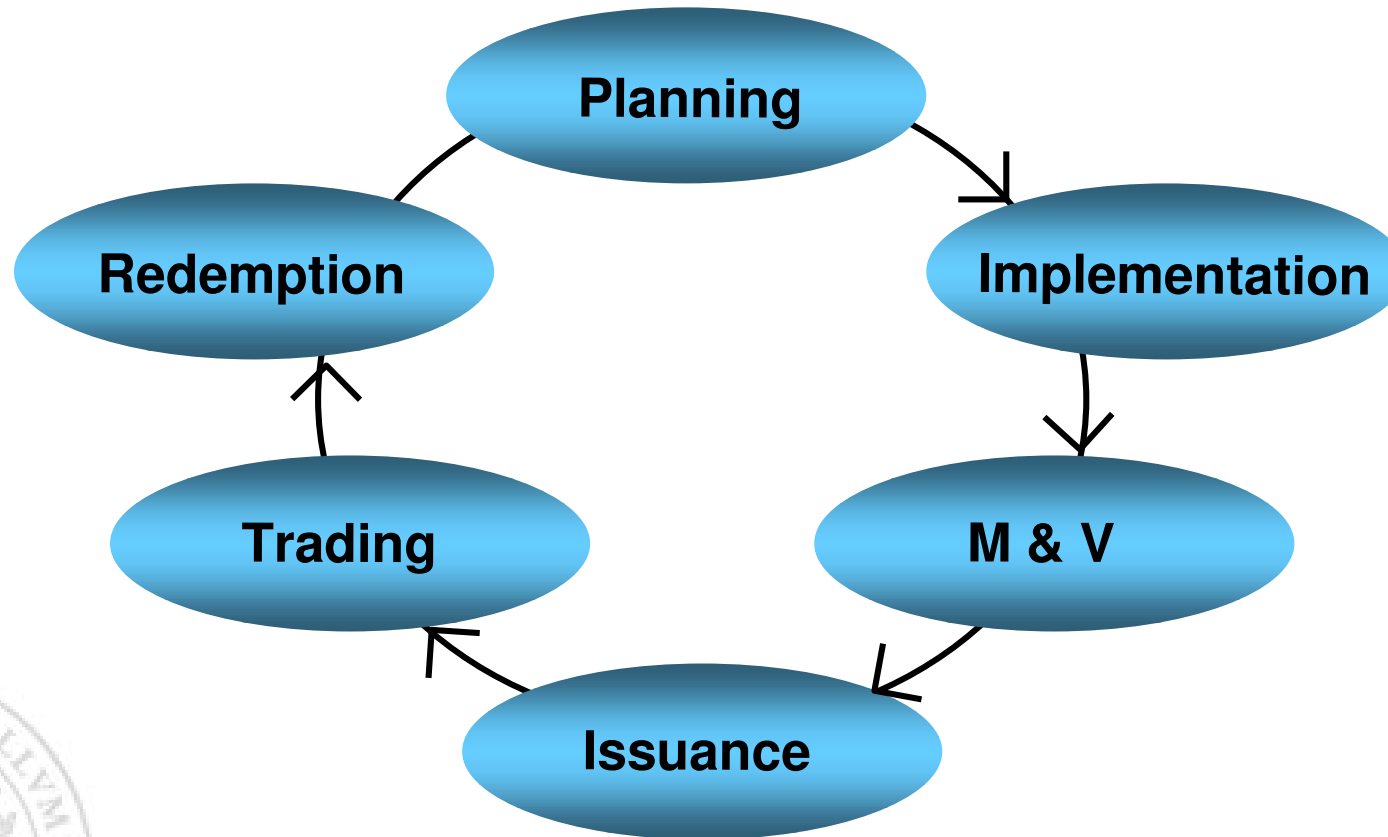 Planning
Implementation
M & V
Issuance
Trading
Redemption